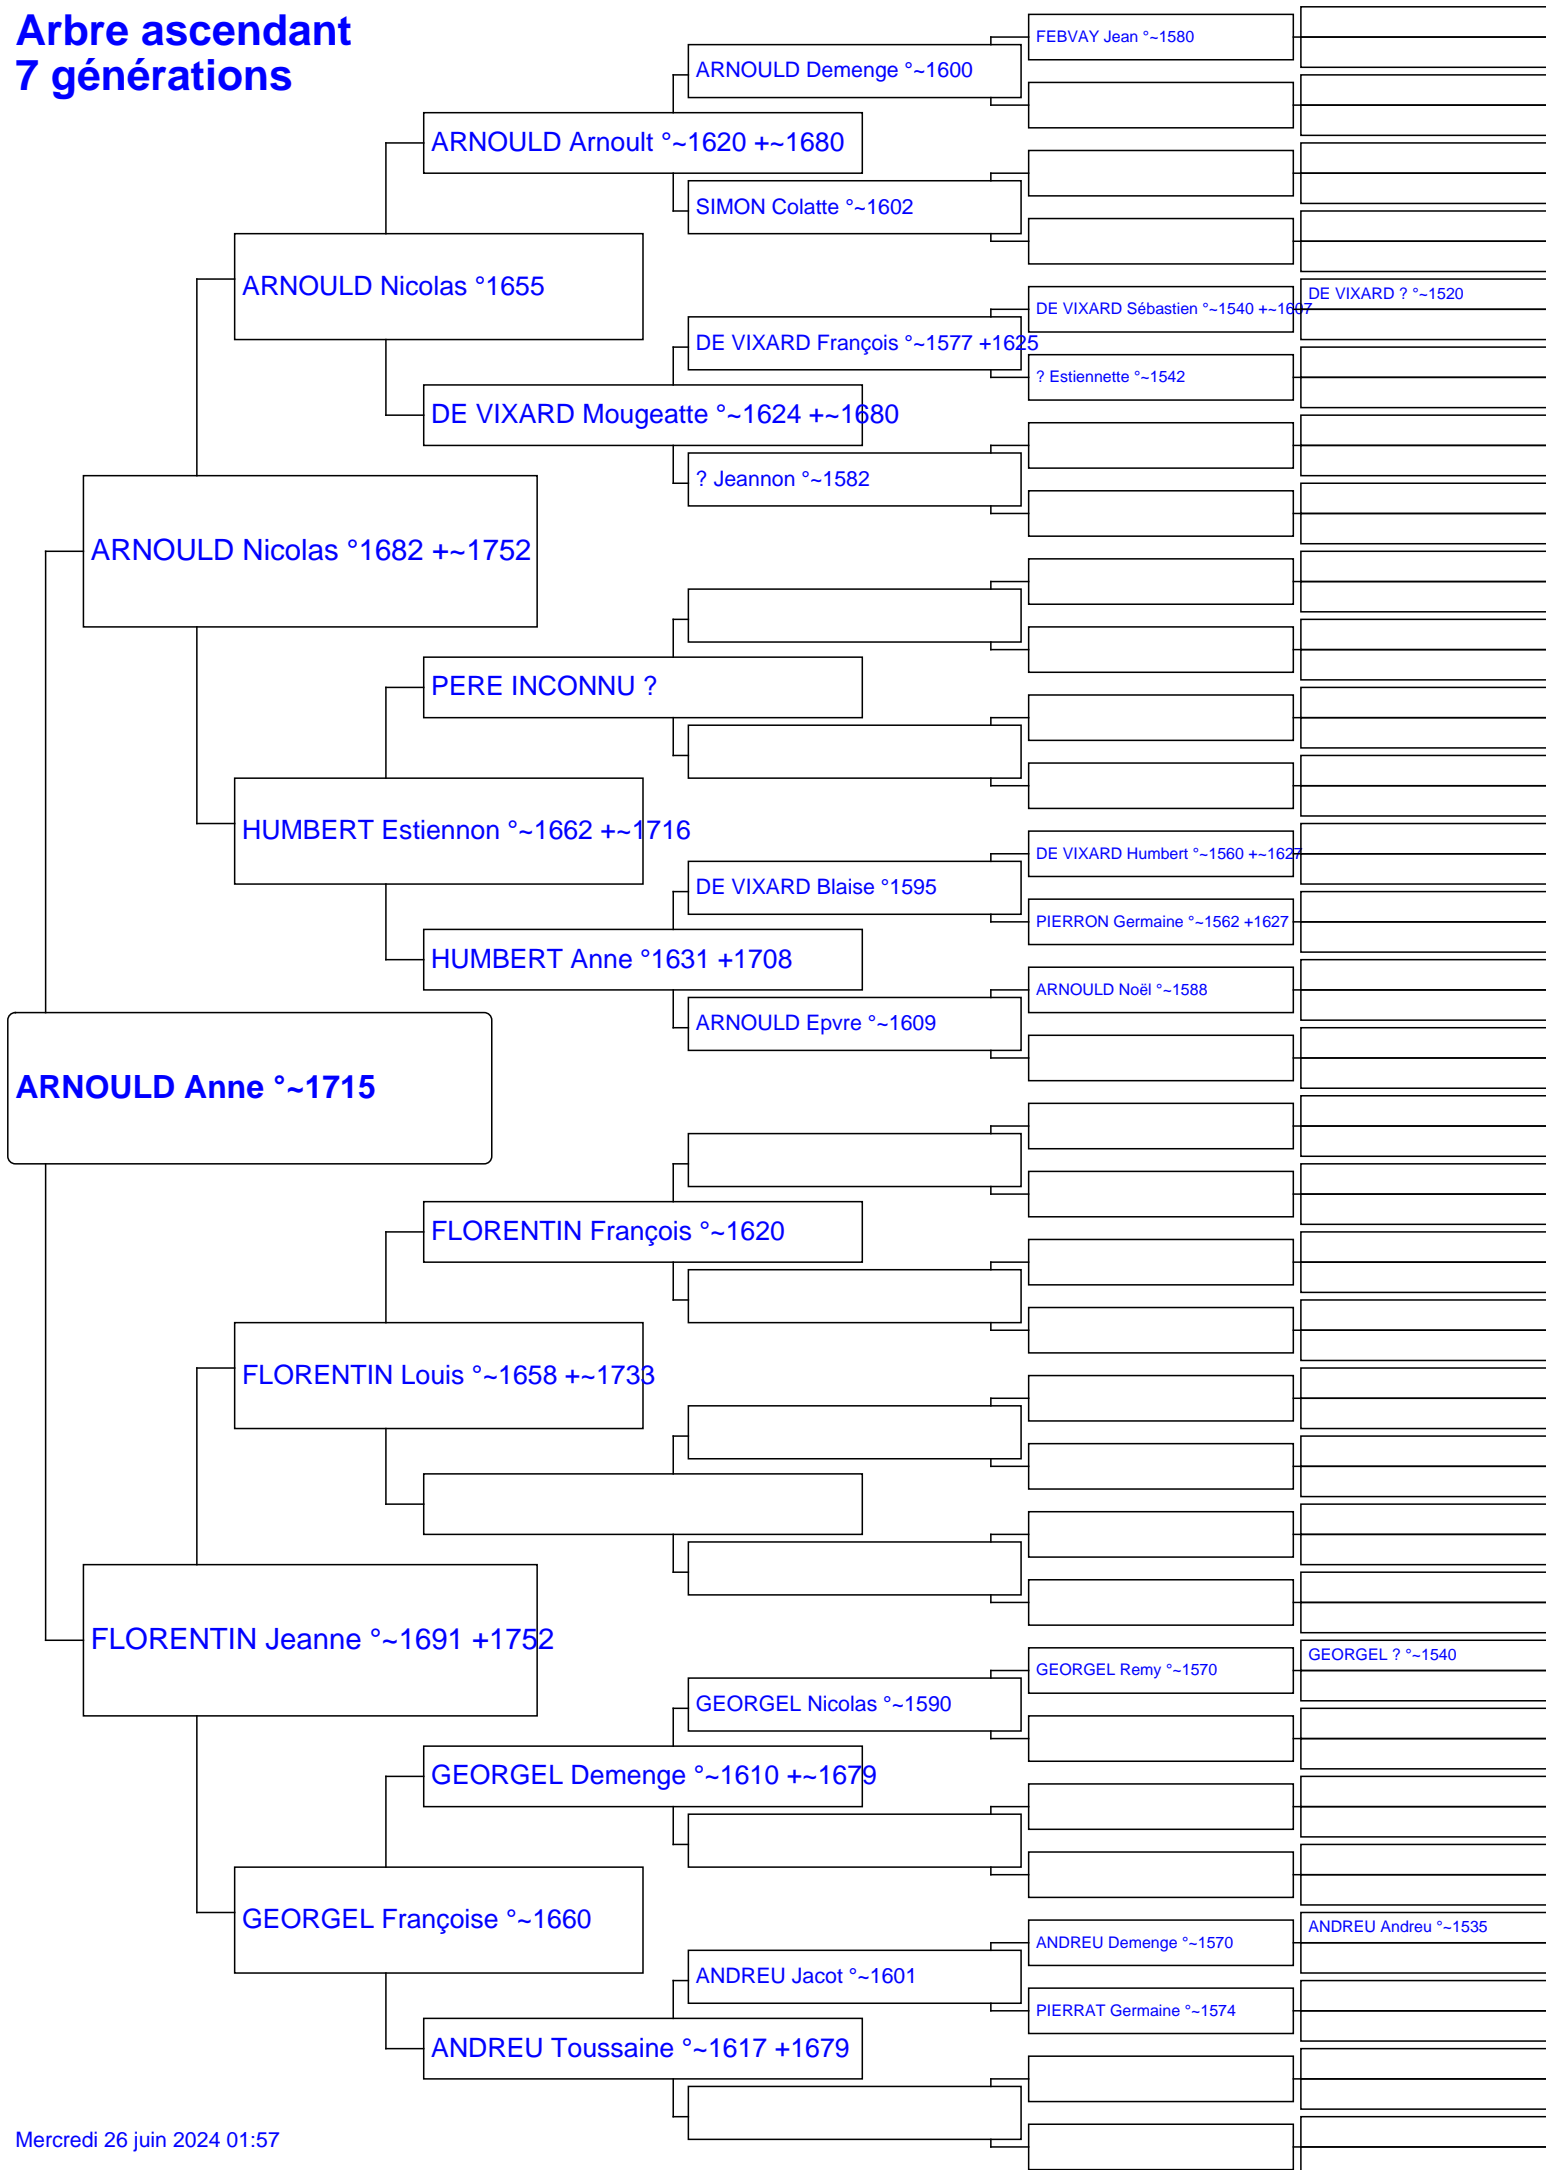 Arbre ascendant
7 générations
FEBVAY Jean °~1580
ARNOULD Demenge °~1600
ARNOULD Arnoult °~1620 +~1680
SIMON Colatte °~1602
ARNOULD Nicolas °1655
DE VIXARD ? °~1520
DE VIXARD Sébastien °~1540 +~1607
DE VIXARD François °~1577 +1625
? Estiennette °~1542
DE VIXARD Mougeatte °~1624 +~1680
? Jeannon °~1582
ARNOULD Nicolas °1682 +~1752
PERE INCONNU ?
HUMBERT Estiennon °~1662 +~1716
DE VIXARD Humbert °~1560 +~1627
DE VIXARD Blaise °1595
PIERRON Germaine °~1562 +1627
HUMBERT Anne °1631 +1708
ARNOULD Noël °~1588
ARNOULD Epvre °~1609
ARNOULD Anne °~1715
FLORENTIN François °~1620
FLORENTIN Louis °~1658 +~1733
FLORENTIN Jeanne °~1691 +1752
GEORGEL ? °~1540
GEORGEL Remy °~1570
GEORGEL Nicolas °~1590
GEORGEL Demenge °~1610 +~1679
GEORGEL Françoise °~1660
ANDREU Andreu °~1535
ANDREU Demenge °~1570
ANDREU Jacot °~1601
PIERRAT Germaine °~1574
ANDREU Toussaine °~1617 +1679
Mercredi 26 juin 2024 01:57